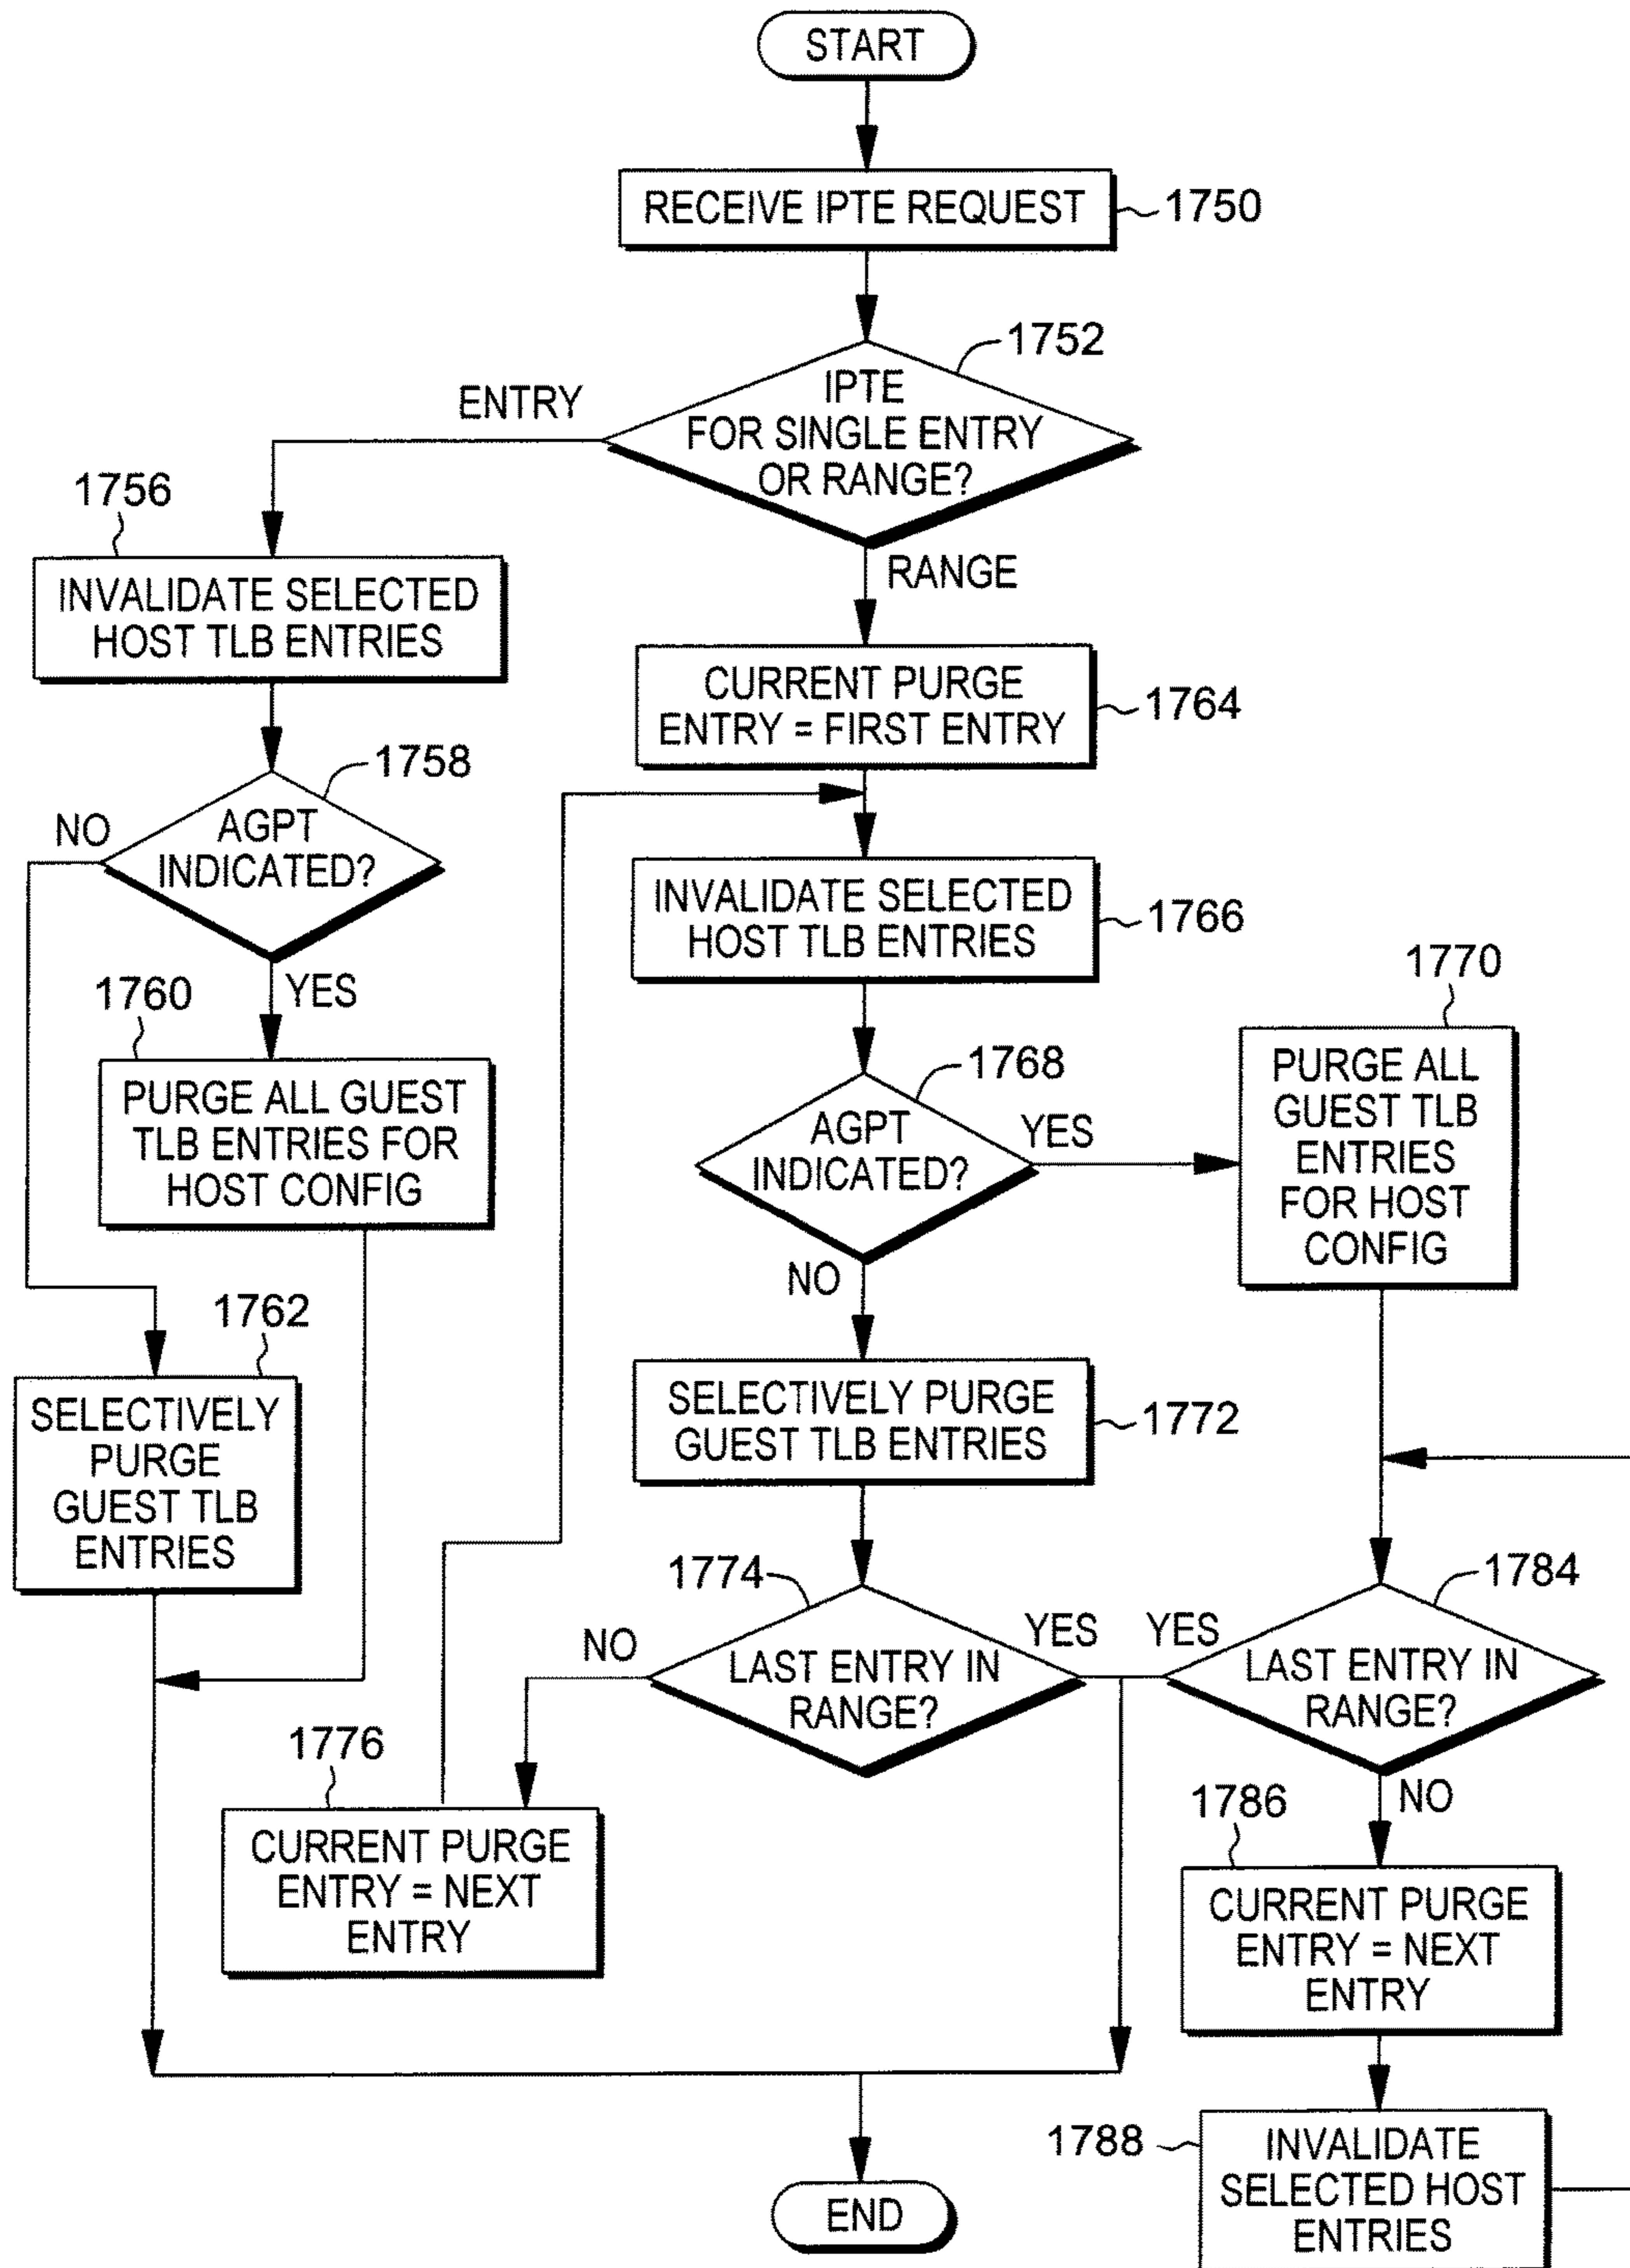 START
RECEIVE IPTE REQUEST
1750
1752
IPTE
FOR SINGLE ENTRY
OR RANGE?
ENTRY
RANGE
1756
INVALIDATE SELECTED
HOST TLB ENTRIES
1758
AGPT
INDICATED?
NO
YES
1760
PURGE ALL GUEST
TLB ENTRIES FOR
HOST CONFIG
1762
SELECTIVELY
PURGE
GUEST TLB
ENTRIES
CURRENT PURGE
ENTRY = FIRST ENTRY
1764
INVALIDATE SELECTED
HOST TLB ENTRIES
1766
1768
AGPT
INDICATED?
YES
NO
1770
PURGE ALL
GUEST TLB
ENTRIES
FOR HOST
CONFIG
SELECTIVELY PURGE
GUEST TLB ENTRIES
1772
1774
LAST ENTRY IN
RANGE?
NO
YES
1776
CURRENT PURGE
ENTRY = NEXT
ENTRY
1784
LAST ENTRY IN
RANGE?
YES
NO
1786
CURRENT PURGE
ENTRY = NEXT
ENTRY
1788
INVALIDATE
SELECTED HOST
ENTRIES
END